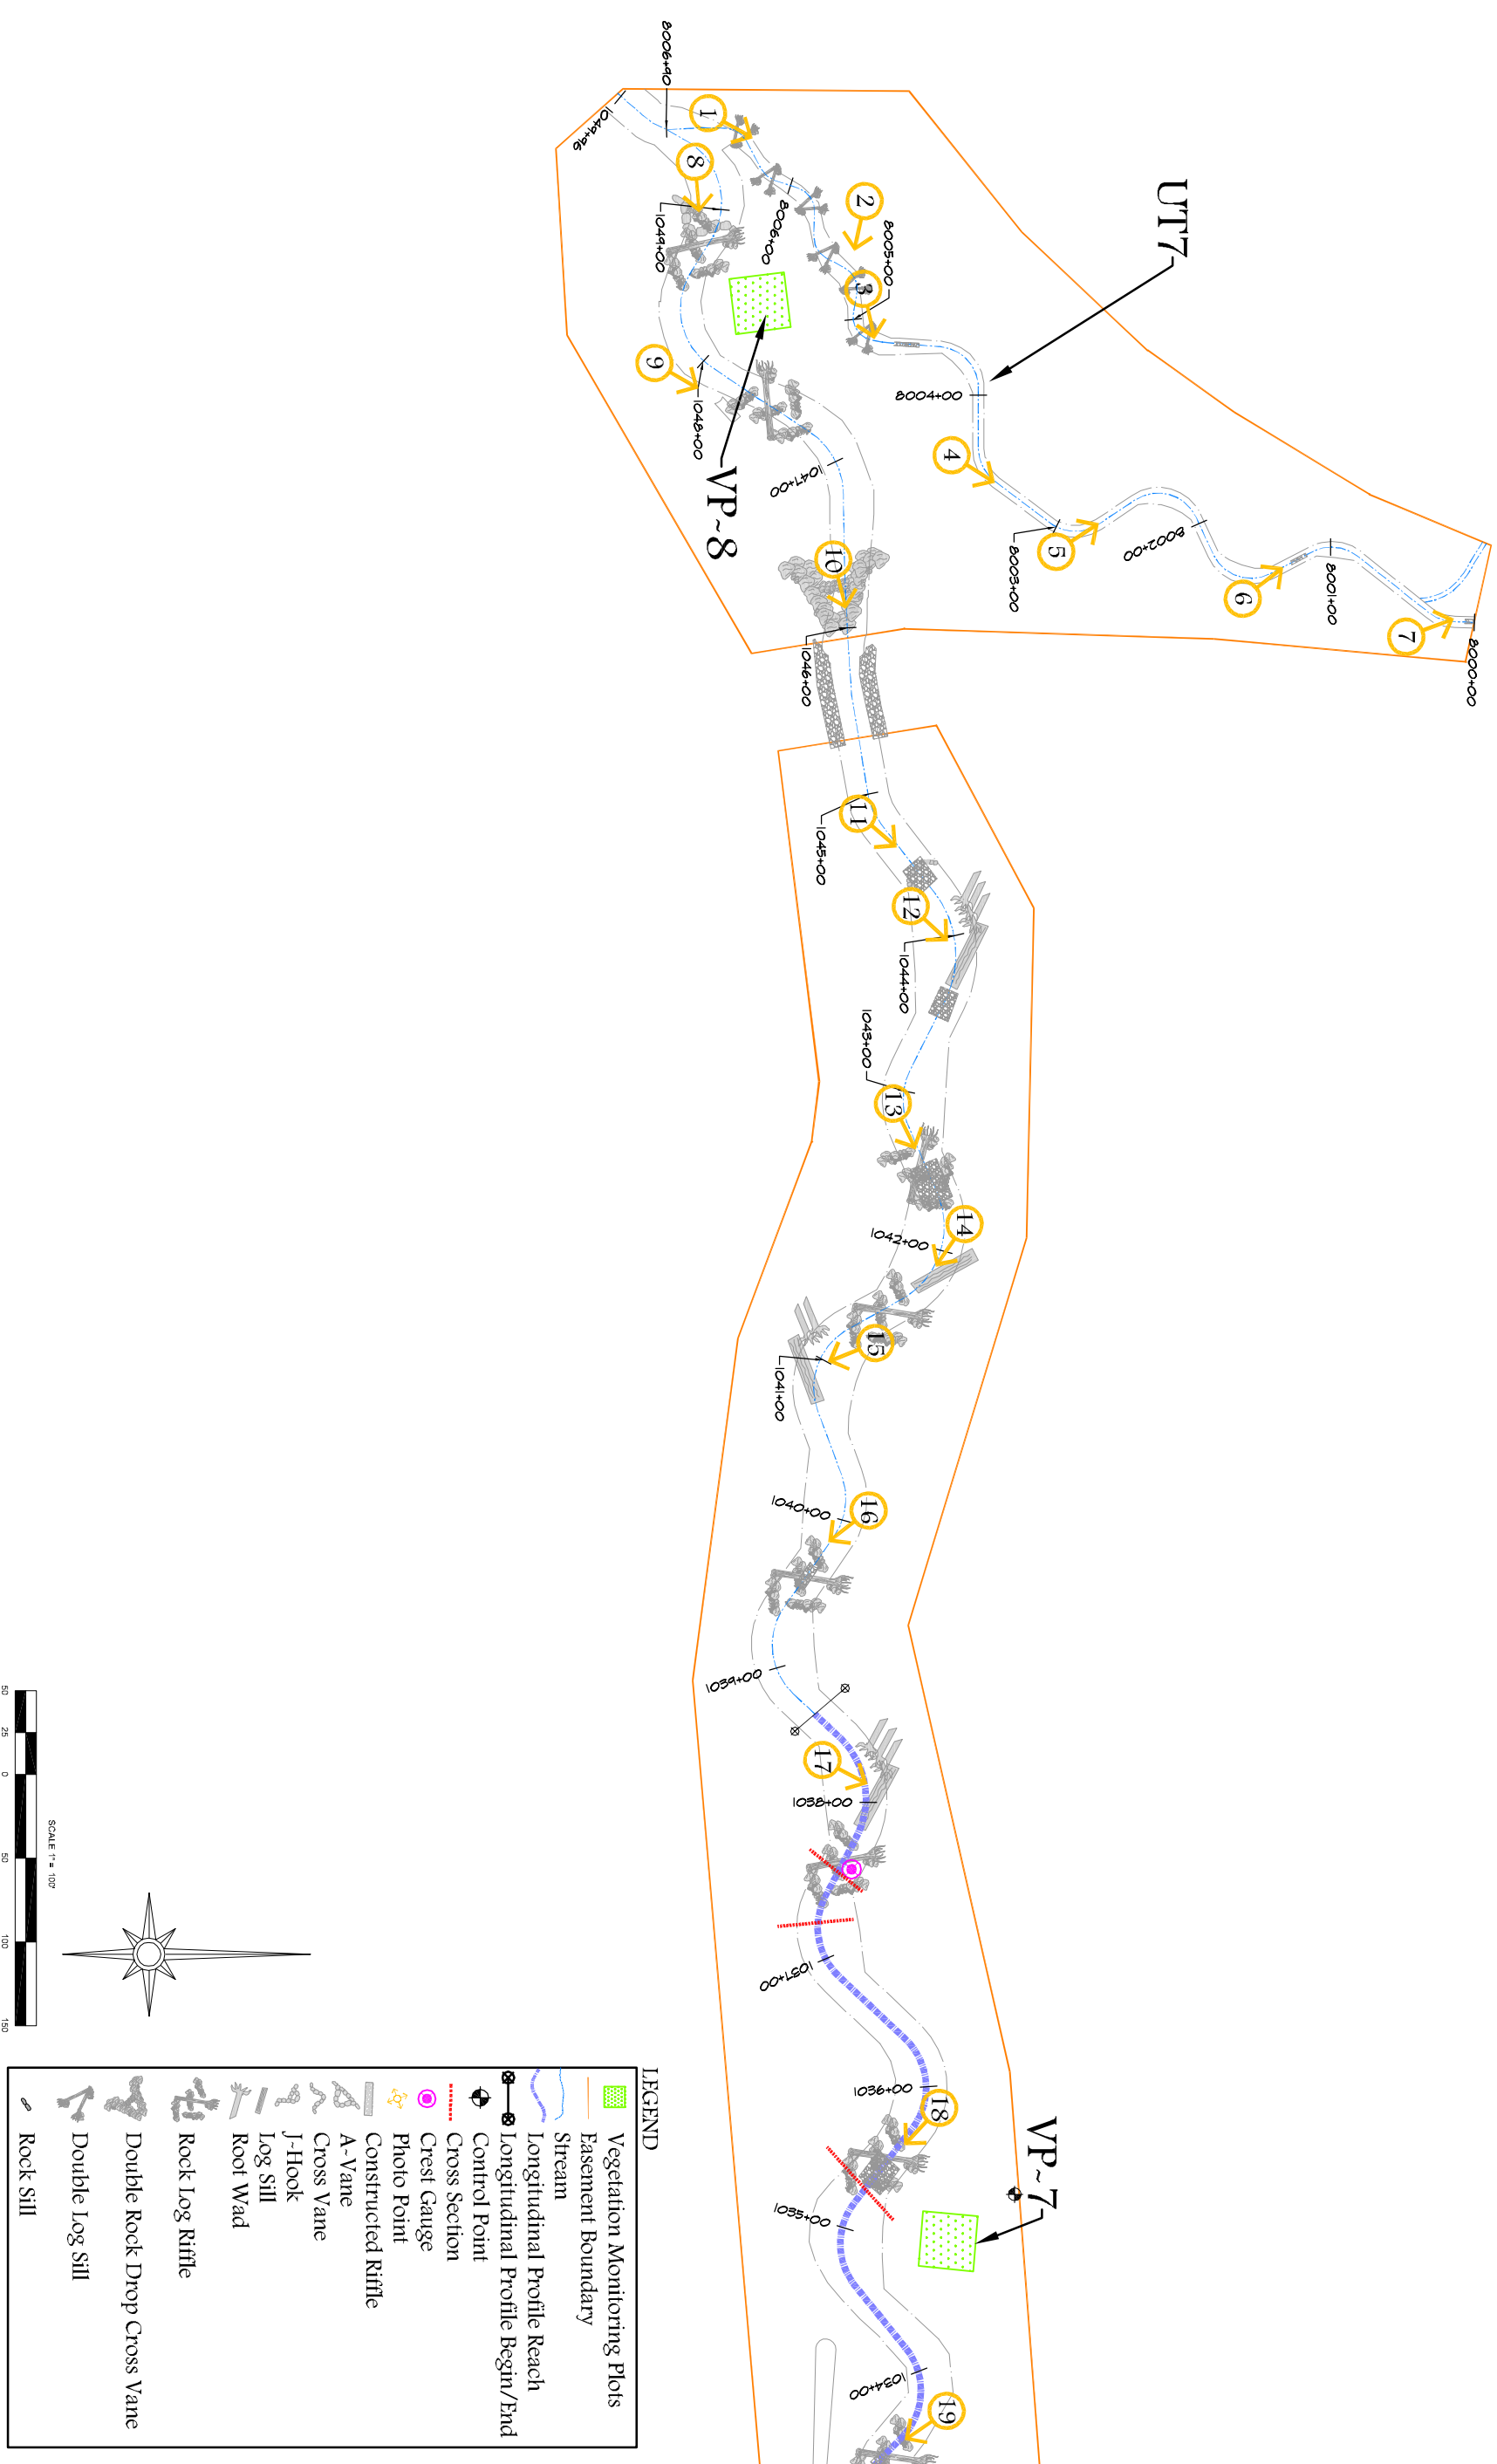 UT7
8000+00
8001+00
8002+00
8003+00
8004+00
8005+00
8006+00
8006+90
1
2
3
4
5
6
7
8
9
10
11
12
13
14
15
16
17
18
19
VP~8
VP~7
1049+96
1049+00
1048+00
1047+00
1046+00
1045+00
1044+00
1043+00
1042+00
1041+00
1040+00
1039+00
1038+00
1037+00
1036+00
1035+00
1034+00
LEGEND
Vegetation Monitoring Plots
Easement Boundary
Stream
Longitudinal Profile Reach
Longitudinal Profile Begin/End
Control Point
Cross Section
Crest Gauge
Photo Point
Constructed Riffle
A~Vane
Cross Vane
J~Hook
Log Sill
Root Wad
Rock Log Riffle
Double Rock Drop Cross Vane
Double Log Sill
Rock Sill
SCALE 1" = 100'
50 25 0 50 100 150